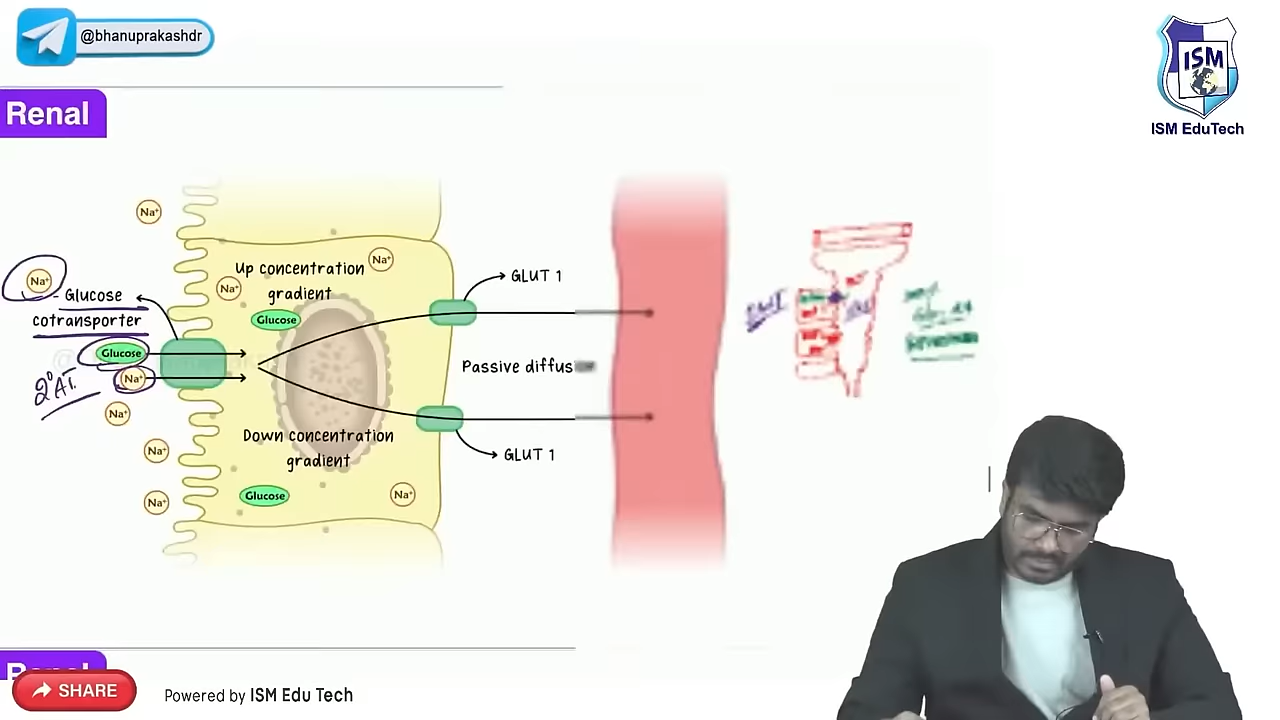 @bhanuprakashdr
ISM
ISM EduTech
Renal
Na⁺
Up concentration
gradient
Na⁺
Na⁺
Na⁺
Glucose
GLUT 1
- Glucose
cotransporter
Glucose
Na⁺
2° AT.
Passive diffus
Na⁺
Down concentration
gradient
Na⁺
GLUT 1
Na⁺
Glucose
Na⁺
Renal
SHARE
Powered by ISM Edu Tech